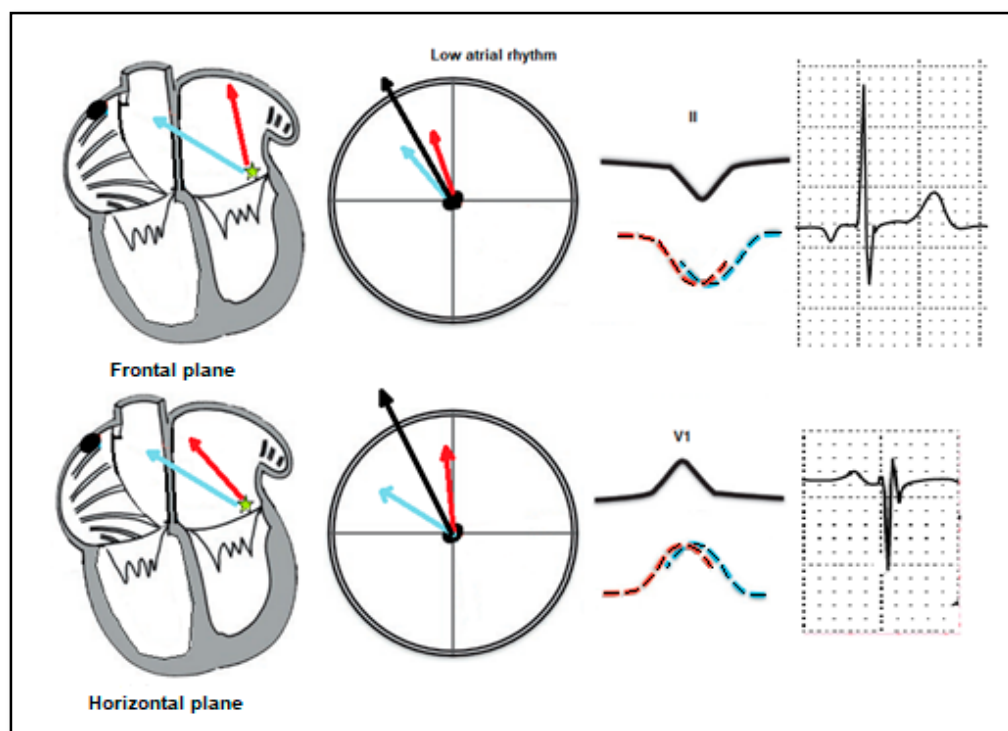 Low atrial rhythm
II
Frontal plane
V1
Horizontal plane